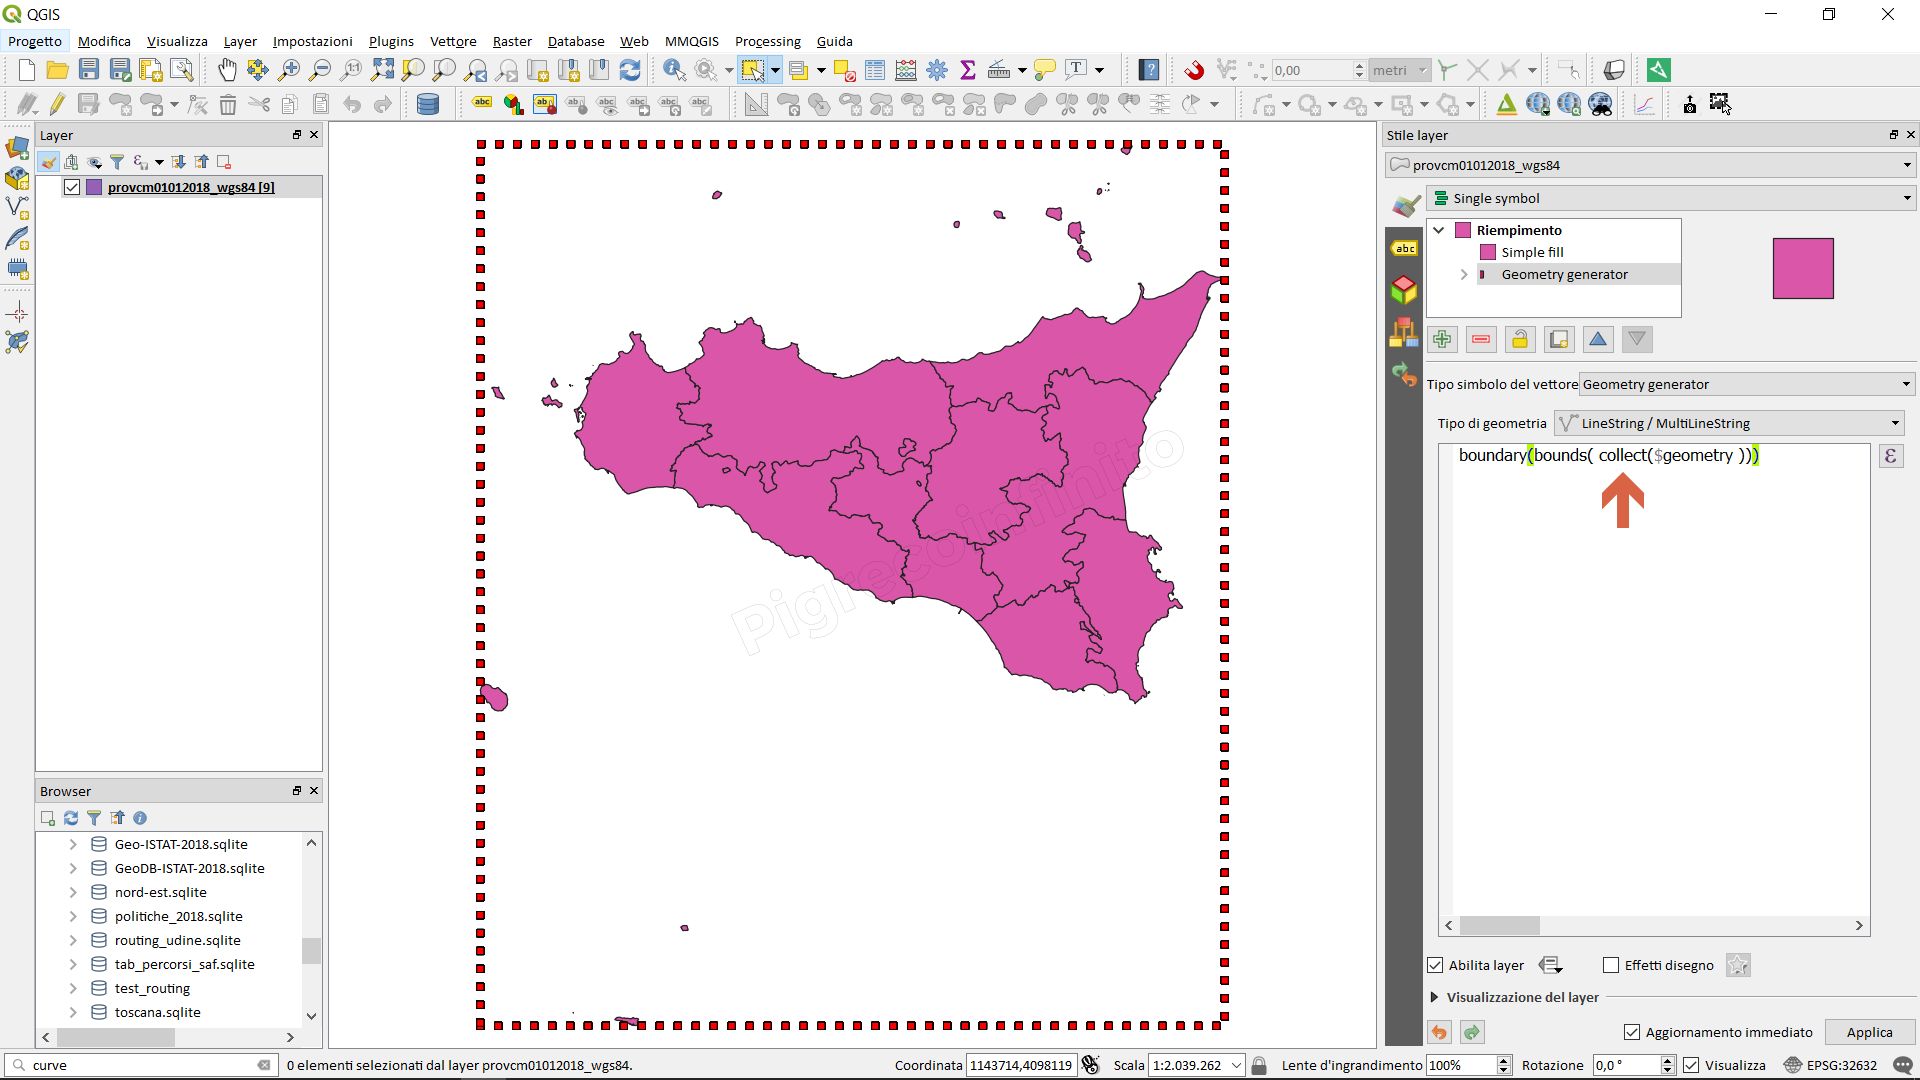 QGIS
Progetto Modifica Visualizza Layer Impostazioni Plugins Vettore Raster Database Web MMQGIS Processing Guida
0,00 metri
Layer
provcm01012018_wgs84 [9]
Browser
Geo-ISTAT-2018.sqlite
GeoDB-ISTAT-2018.sqlite
nord-est.sqlite
politiche_2018.sqlite
routing_udine.sqlite
tab_percorsi_saf.sqlite
test_routing
toscana.sqlite
Pigrecoinfinito
Stile layer
provcm01012018_wgs84
Single symbol
Riempimento
Simple fill
Geometry generator
Tipo simbolo del vettore Geometry generator
Tipo di geometria LineString / MultiLineString
boundary(bounds( collect($geometry )))
ε
Abilita layer Effetti disegno
Visualizzazione del layer
Aggiornamento immediato Applica
curve 0 elementi selezionati dal layer provcm01012018_wgs84. Coordinata 1143714,4098119 Scala 1:2.039.262 Lente d'ingrandimento 100% Rotazione 0,0 ° Visualizza EPSG:32632